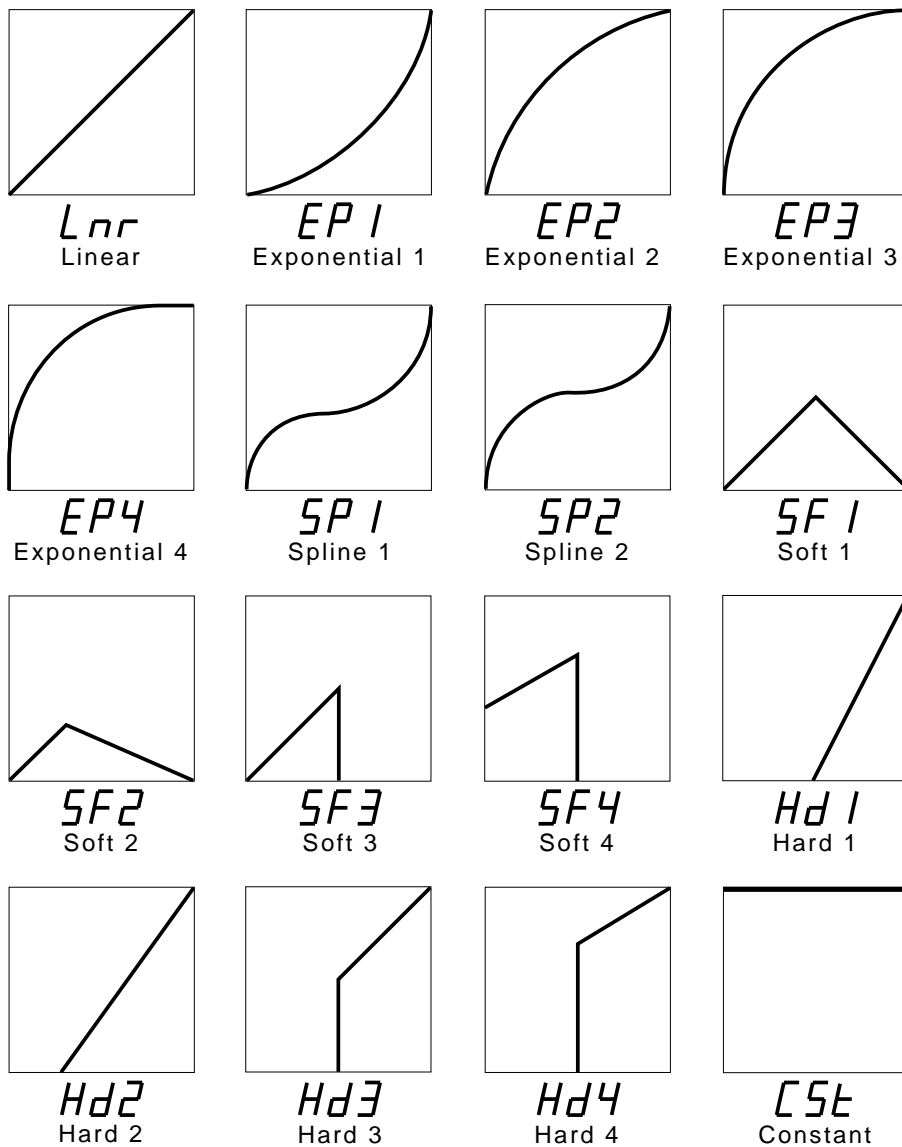 Lnr EP1 EP2 EP3
Linear Exponential 1 Exponential 2 Exponential 3
EP4 SP1 SP2 SF1
Exponential 4 Spline 1 Spline 2 Soft 1
SF2 SF3 SF4 Hd1
Soft 2 Soft 3 Soft 4 Hard 1
Hd2 Hd3 Hd4 CSt
Hard 2 Hard 3 Hard 4 Constant